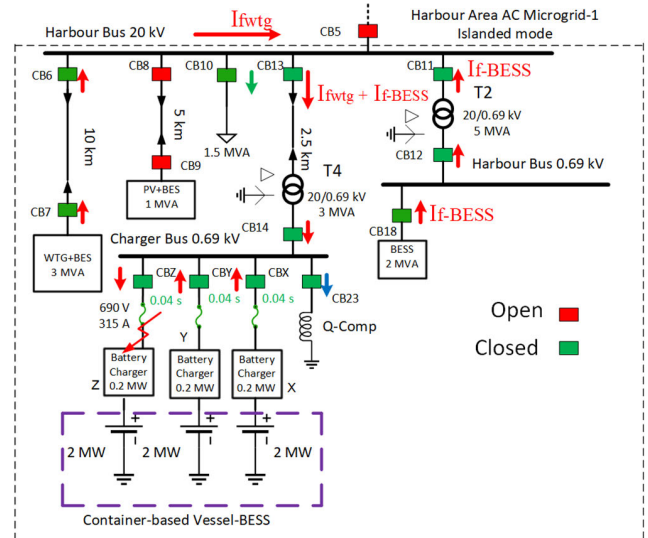 Harbour Bus 20 kV
Ifwtg
CB5
Harbour Area AC Microgrid-1
Islanded mode
CB6
CB8
CB10
CB13
CB11
If-BESS
Ifwtg + If-BESS
T2
20/0.69 kV
5 MVA
10 km
5 km
2.5 km
1.5 MVA
CB9
PV+BES
1 MVA
T4
20/0.69 kV
3 MVA
CB12
Harbour Bus 0.69 kV
CB7
CB14
CB18
If-BESS
WTG+BES
3 MVA
BESS
2 MVA
Charger Bus 0.69 kV
CBZ
CBY
CBX
CB23
0.04 s
0.04 s
0.04 s
690 V
315 A
Q-Comp
Open
Closed
Y
Battery
Charger
0.2 MW
Battery
Charger
0.2 MW
Battery
Charger
0.2 MW
Z
X
+
+
+
2 MW
2 MW
2 MW
Container-based Vessel-BESS